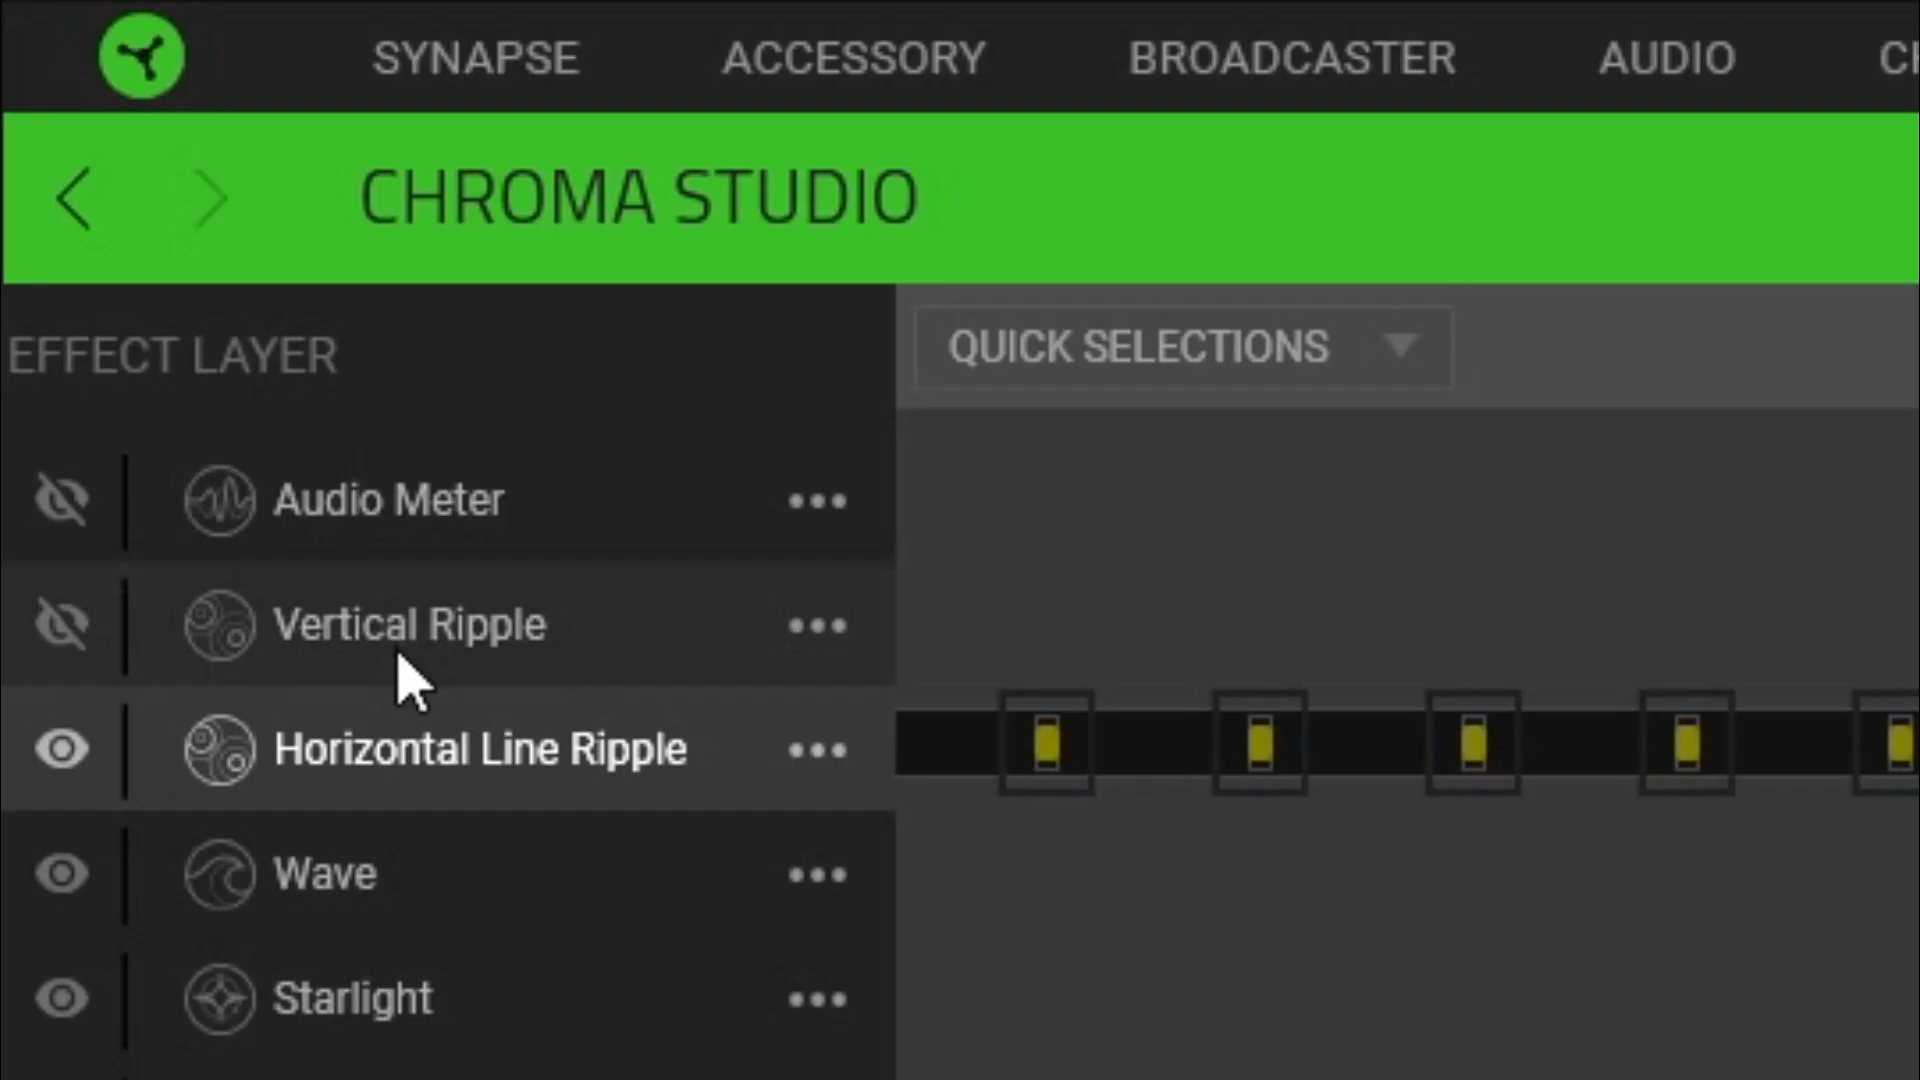 SYNAPSE ACCESSORY BROADCASTER AUDIO
CHROMA STUDIO
EFFECT LAYER
QUICK SELECTIONS
Audio Meter
Vertical Ripple
Horizontal Line Ripple
Wave
Starlight